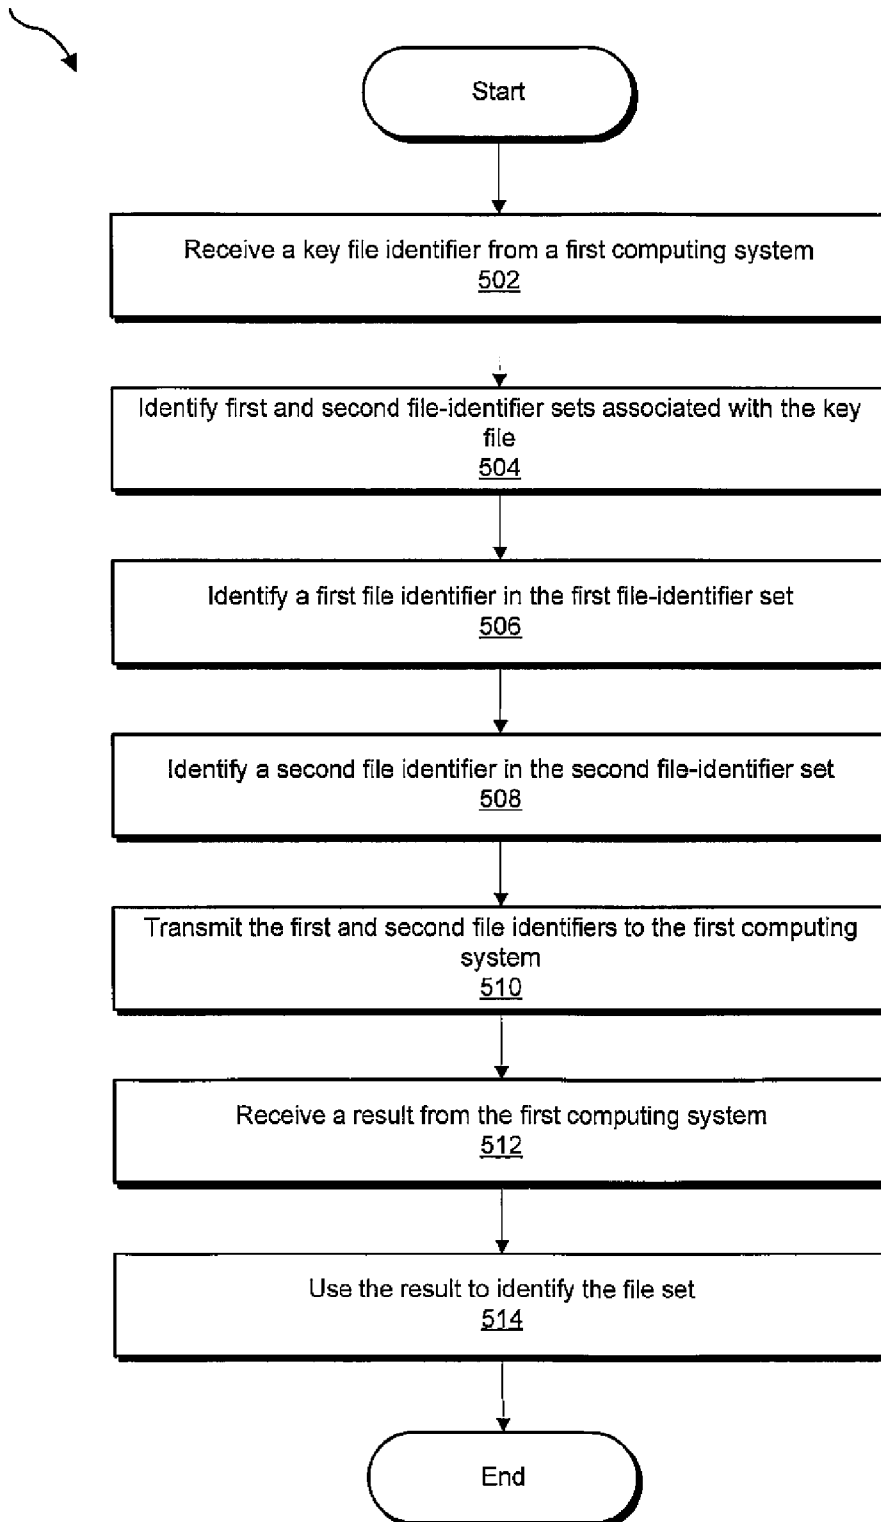 Start
Receive a key file identifier from a first computing system
502
Identify first and second file-identifier sets associated with the key
file
504
Identify a first file identifier in the first file-identifier set
506
Identify a second file identifier in the second file-identifier set
508
Transmit the first and second file identifiers to the first computing
system
510
Receive a result from the first computing system
512
Use the result to identify the file set
514
End